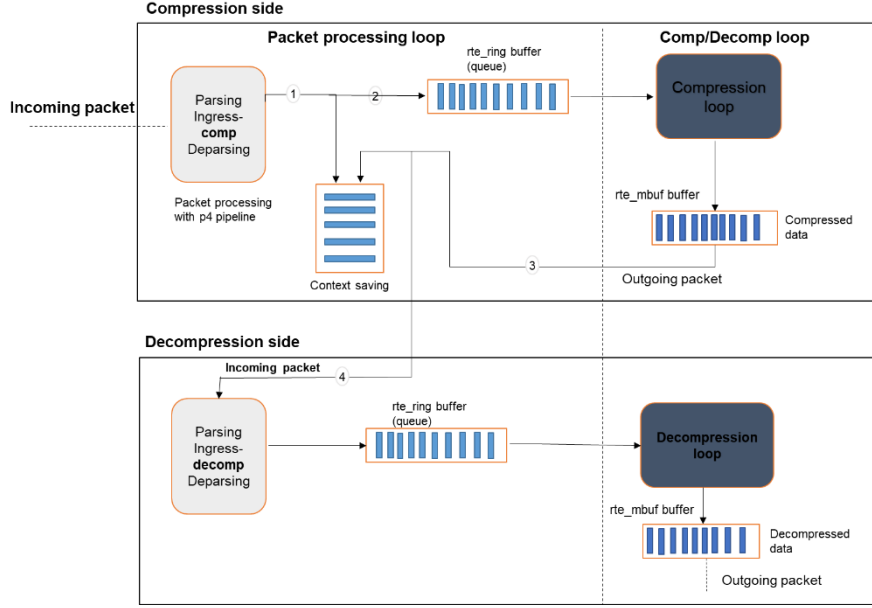 Compression side
Packet processing loop
Comp/Decomp loop
rte_ring buffer
(queue)
Incoming packet
Parsing
Ingress-
comp
Deparsing
1
2
Compression
loop
Packet processing
with p4 pipeline
rte_mbuf buffer
Compressed
data
3
Outgoing packet
Context saving
Decompression side
Incoming packet
4
rte_ring buffer
(queue)
Parsing
Ingress-
decomp
Deparsing
Decompression
loop
rte_mbuf buffer
Decompressed
data
Outgoing packet